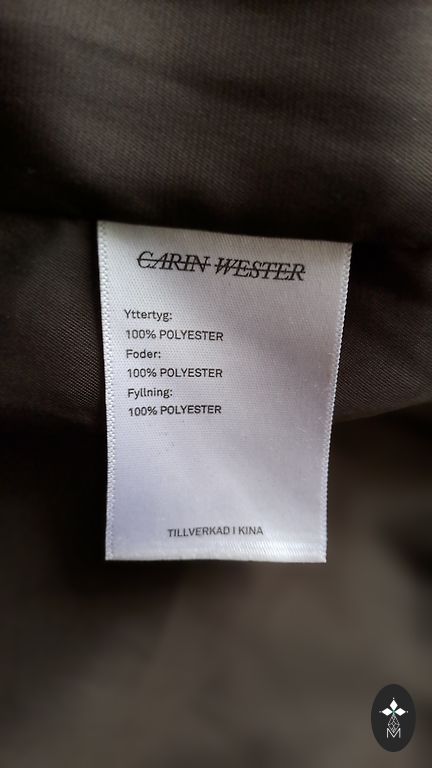 CARIN WESTER
Yttertyg:
100% POLYESTER
Foder:
100% POLYESTER
Fyllning:
100% POLYESTER
TILLVERKAD I KINA
M